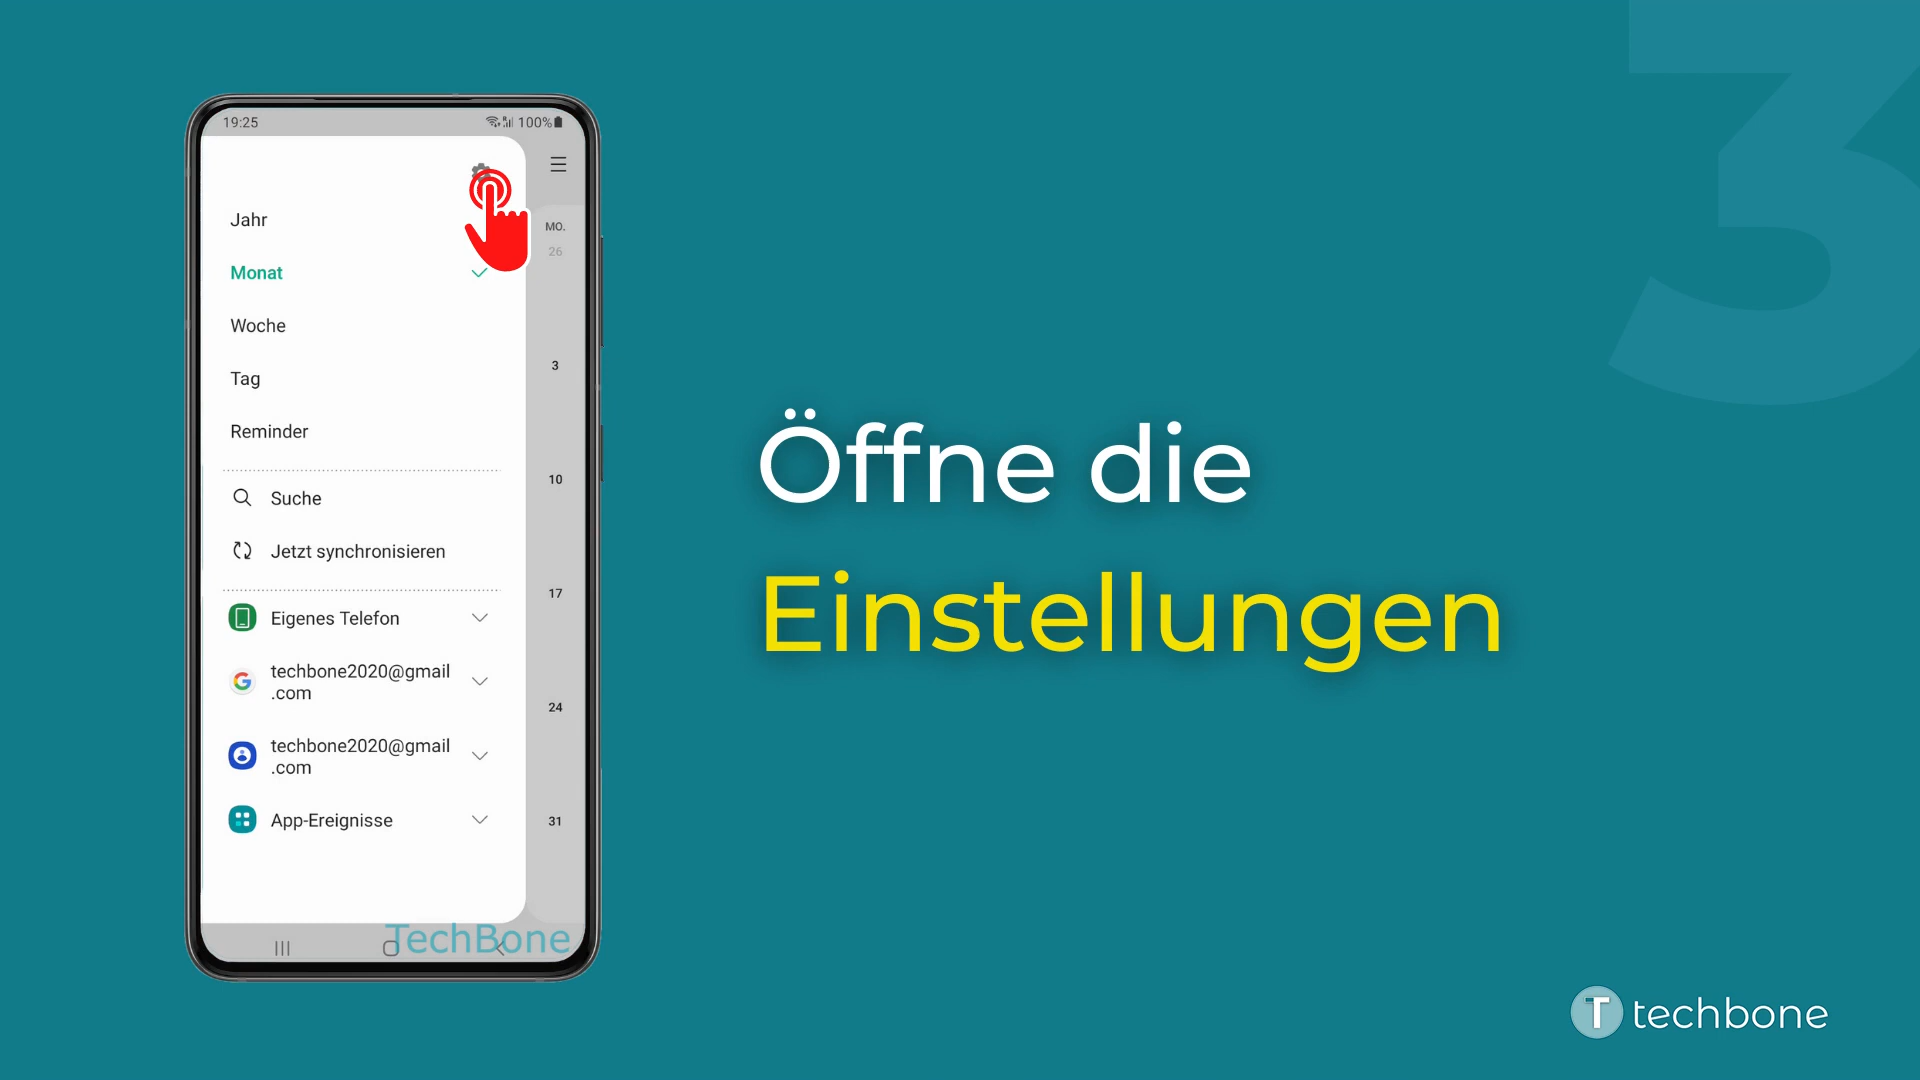 19:25
100%
Jahr
Monat
Woche
Tag
Reminder
Suche
Jetzt synchronisieren
Eigenes Telefon
techbone2020@gmail
.com
techbone2020@gmail
.com
App-Ereignisse
MO.
26
3
10
17
24
31
TechBone
Öffne die
Einstellungen
3
T techbone